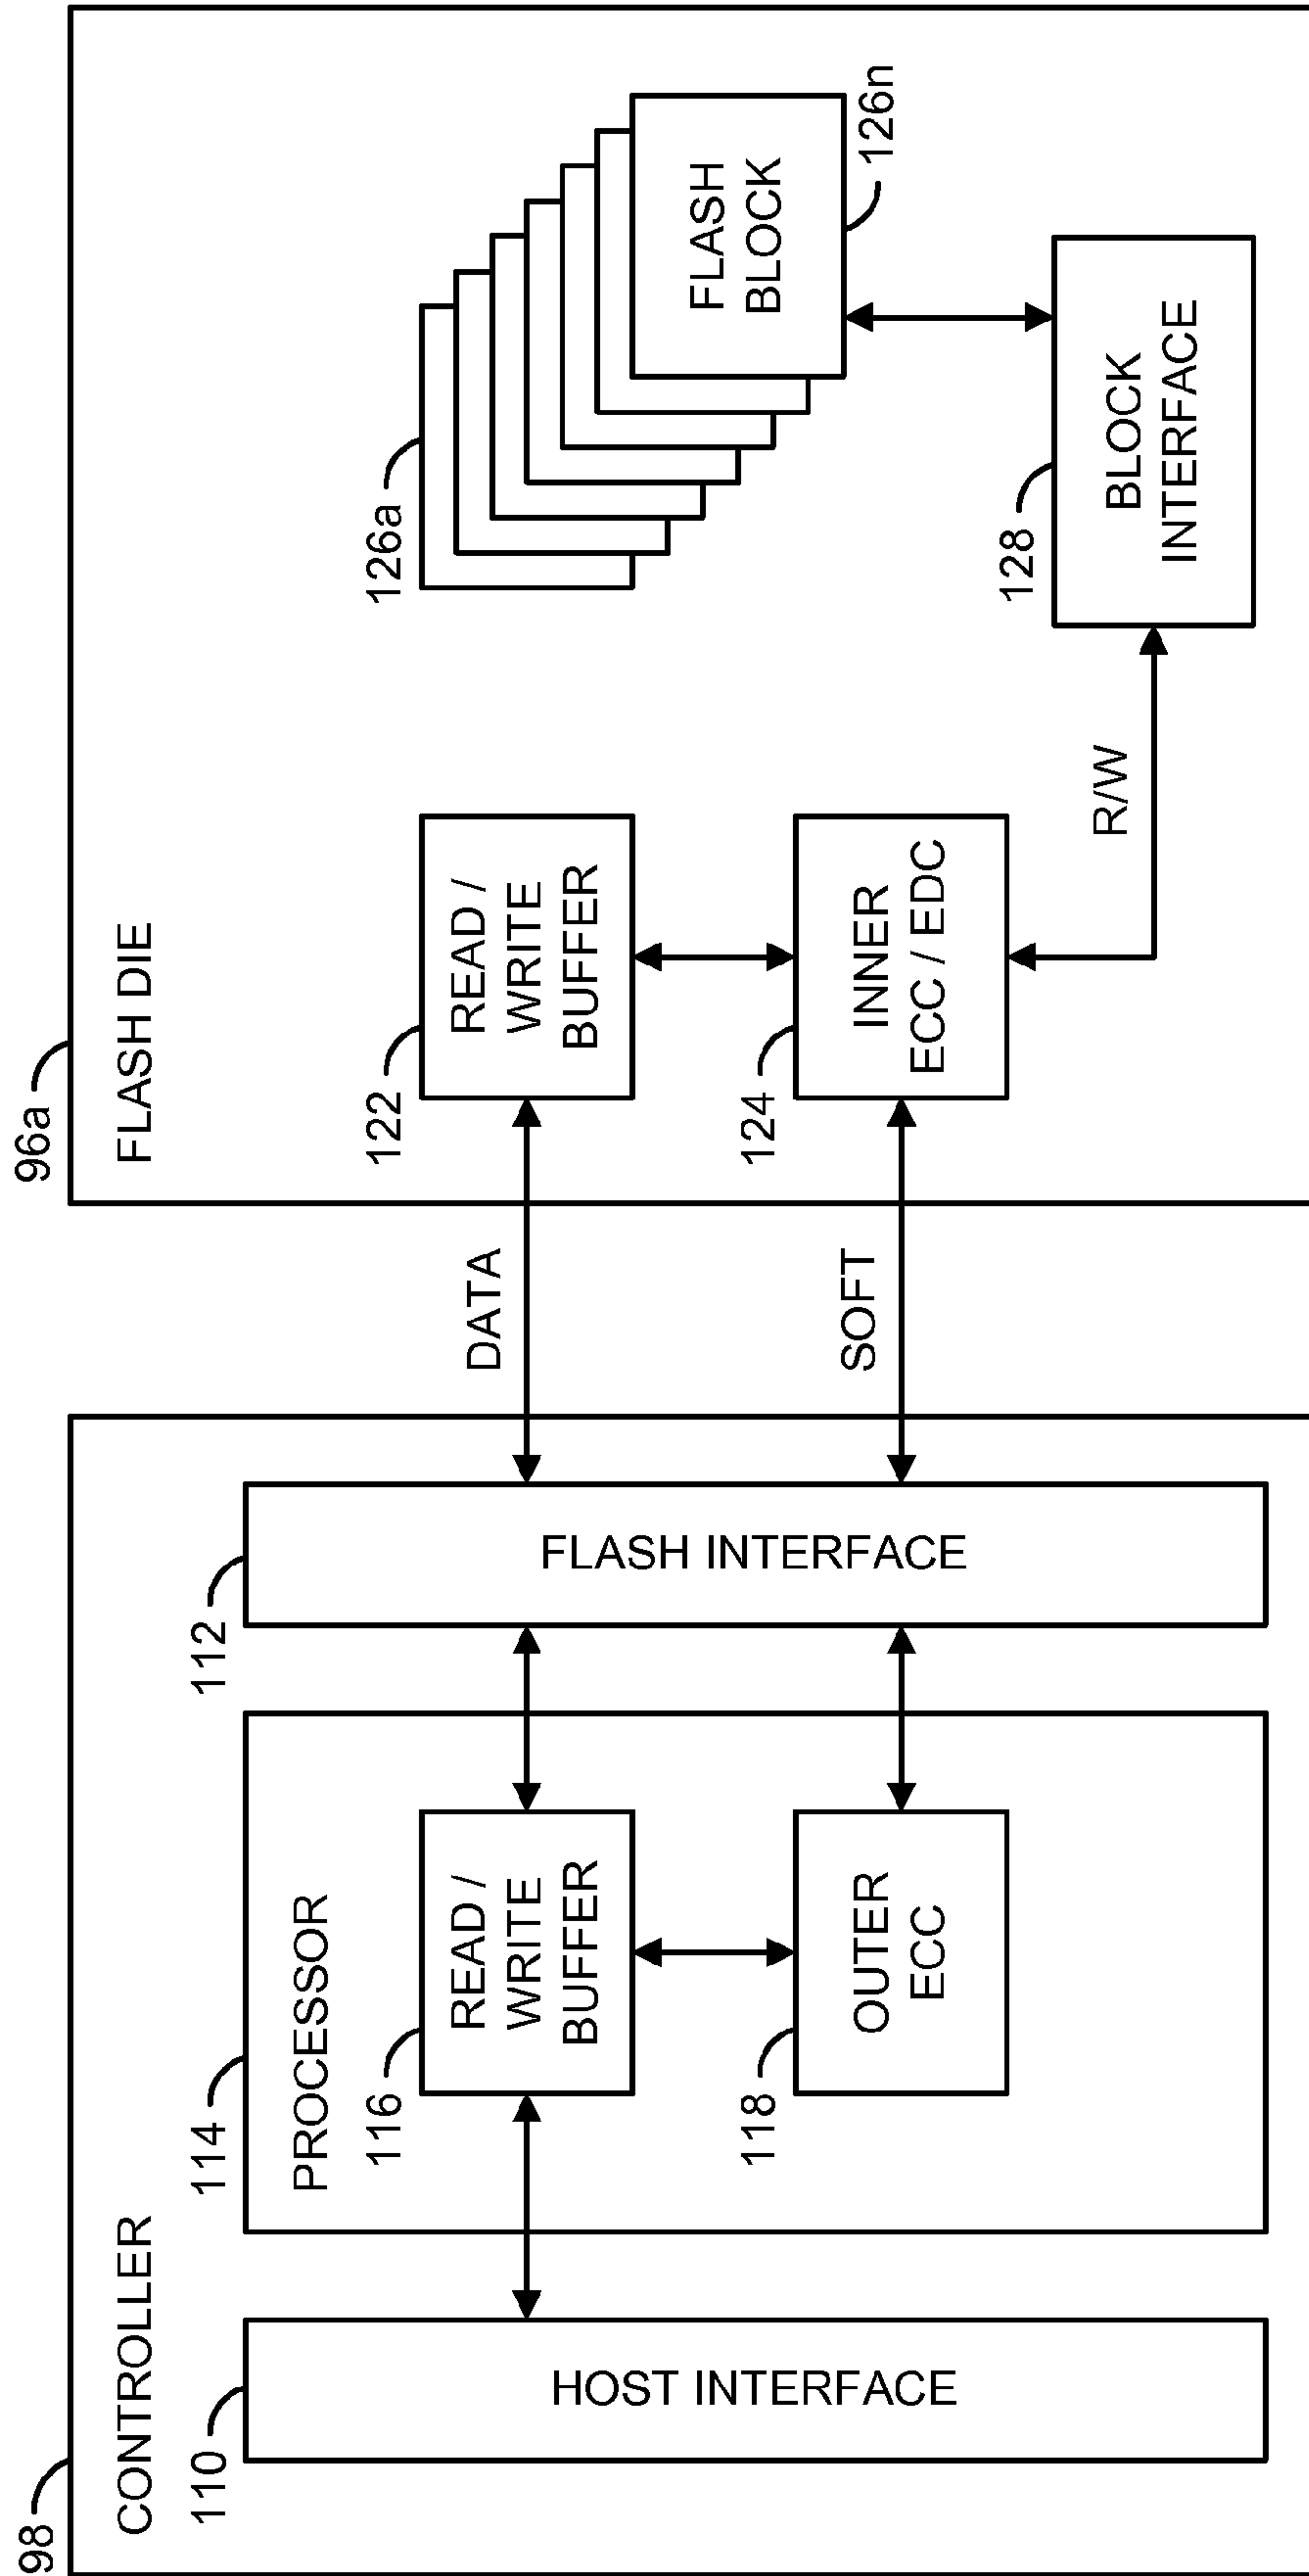 98
CONTROLLER
110
HOST INTERFACE
114
PROCESSOR
116
READ /
WRITE
BUFFER
118
OUTER
ECC
112
FLASH INTERFACE
DATA
SOFT
96a
FLASH DIE
122
READ /
WRITE
BUFFER
124
INNER
ECC / EDC
R/W
126a
FLASH
BLOCK
126n
128
BLOCK
INTERFACE